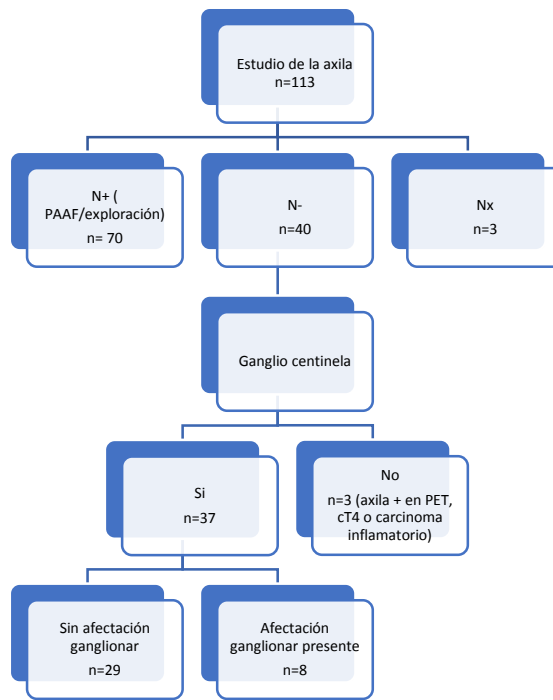 Estudio de la axila
n=113
N+ (
PAAF/exploración)
n= 70
N-
n=40
Nx
n=3
Ganglio centinela
Si
n=37
No
n=3 (axila + en PET,
cT4 o carcinoma
inflamatorio)
Sin afectación
ganglionar
n=29
Afectación
ganglionar presente
n=8